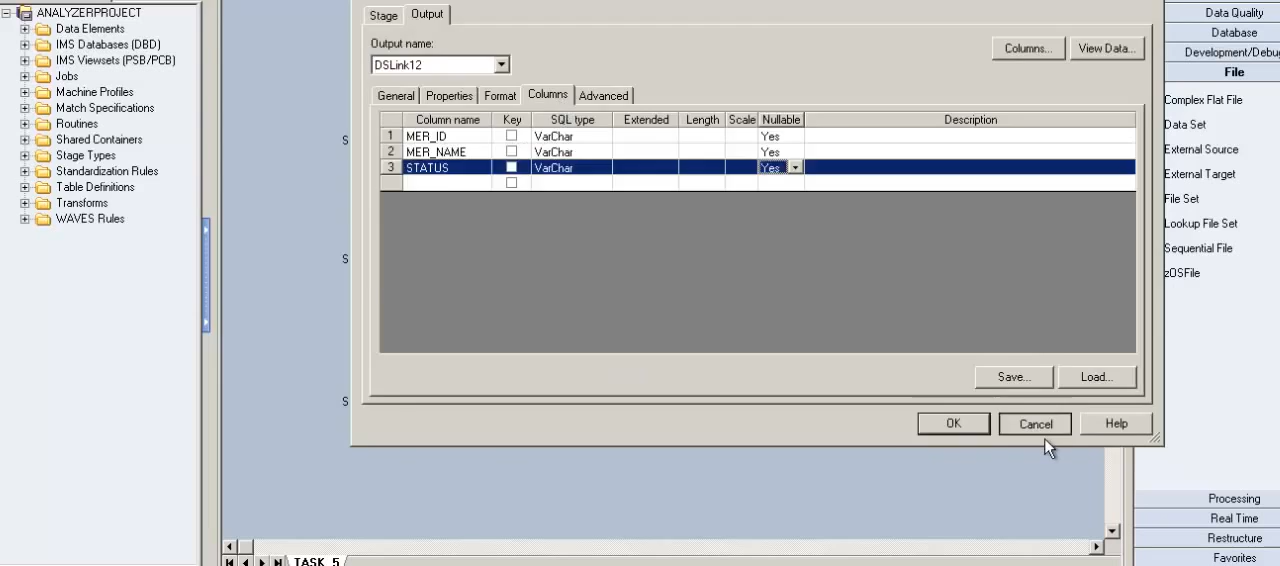 ANALYZERPROJECT
Data Elements
IMS Databases (DBD)
IMS Viewsets (PSB/PCB)
Jobs
Machine Profiles
Match Specifications
Routines
Shared Containers
Stage Types
Standardization Rules
Table Definitions
Transforms
WAVES Rules
S
S
S
Stage Output
Output name:
DSLink12
Columns... View Data...
General Properties Format Columns Advanced
Column name Key SQL type Extended Length Scale Nullable Description
1 MER_ID VarChar Yes
2 MER_NAME VarChar Yes
3 STATUS VarChar Yes
Save... Load...
OK Cancel Help
TASK_5
Data Quality
Database
Development/Debug
File
Complex Flat File
Data Set
External Source
External Target
File Set
Lookup File Set
Sequential File
zOSFile
Processing
Real Time
Restructure
Favorites